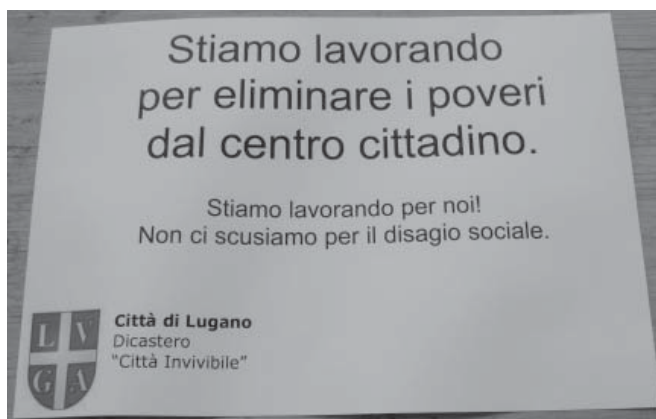 Stiamo lavorando
per eliminare i poveri
dal centro cittadino.
Stiamo lavorando per noi!
Non ci scusiamo per il disagio sociale.
L V
G A
Città di Lugano
Dicastero
"Città Invivibile"